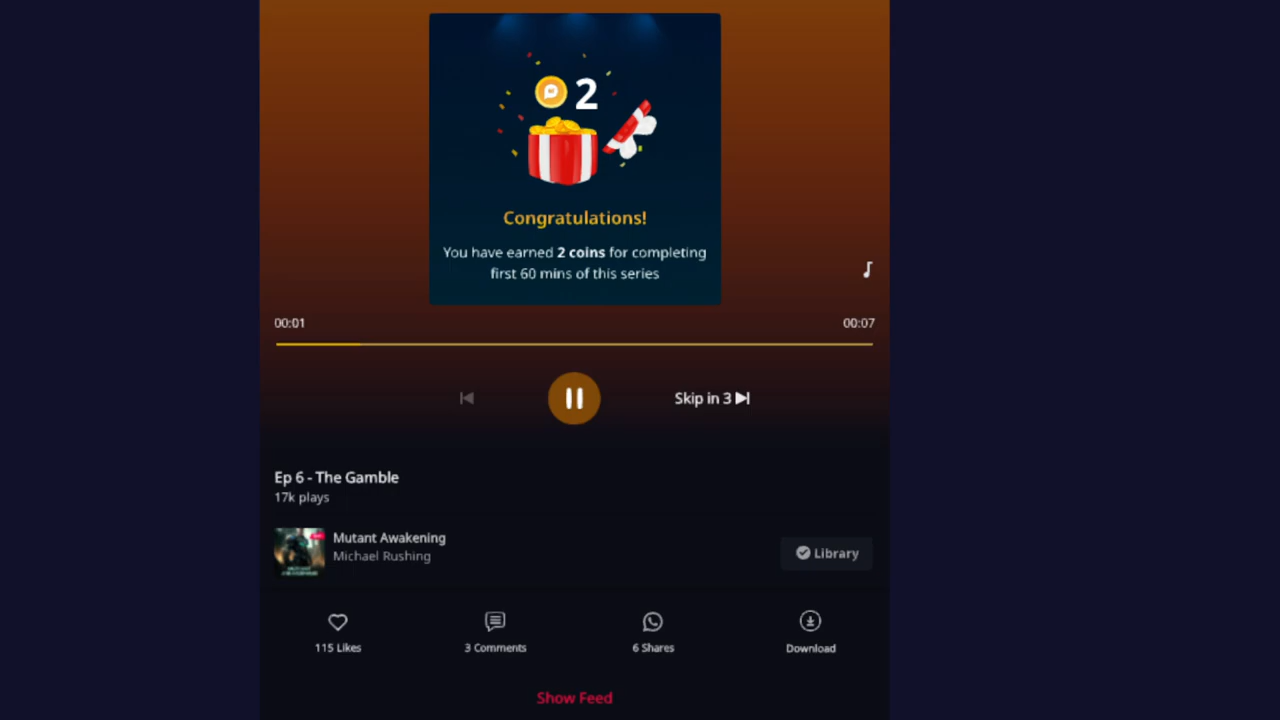 2
Congratulations!
You have earned 2 coins for completing
first 60 mins of this series
00:01
00:07
Skip in 3
Ep 6 - The Gamble
17k plays
Mutant Awakening
Michael Rushing
Library
115 Likes
3 Comments
6 Shares
Download
Show Feed